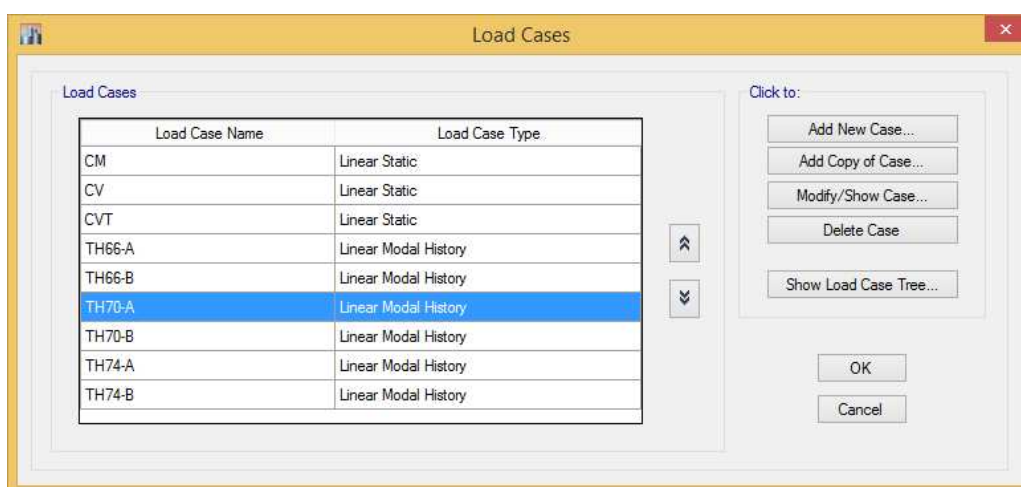 Load Cases
Load Cases
Click to:
Load Case Name Load Case Type
CM Linear Static
CV Linear Static
CVT Linear Static
TH66-A Linear Modal History
TH66-B Linear Modal History
TH70-A Linear Modal History
TH70-B Linear Modal History
TH74-A Linear Modal History
TH74-B Linear Modal History
Add New Case...
Add Copy of Case...
Modify/Show Case...
Delete Case
Show Load Case Tree...
OK
Cancel